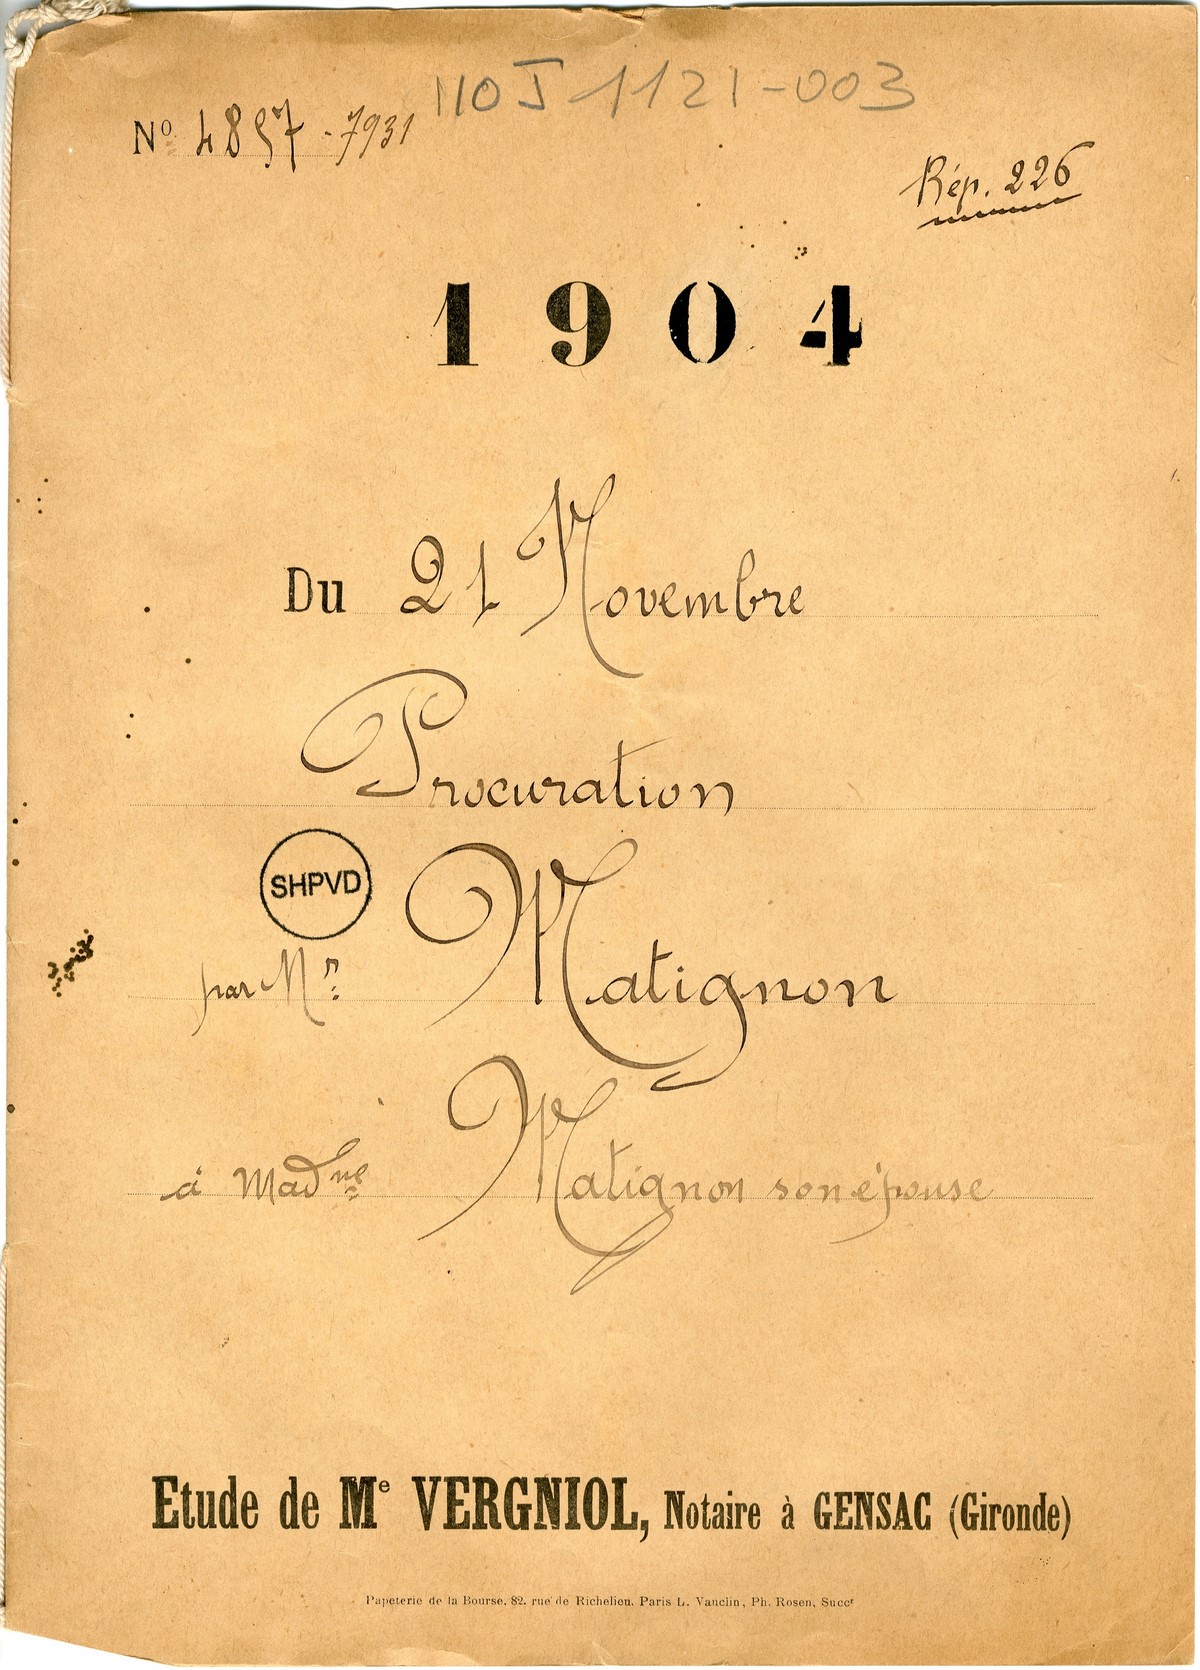 110 J 1121-003
No 4857-7931
Rép. 226
1904
Du 21 Novembre
Procuration
SHPVD
par Mr Matignon
à Madme Matignon son épouse
Etude de Me VERGNIOL, Notaire à GENSAC (Gironde)
Papeterie de la Bourse, 82, rue de Richelieu, Paris L. Vanclin, Ph. Rosen, Succr